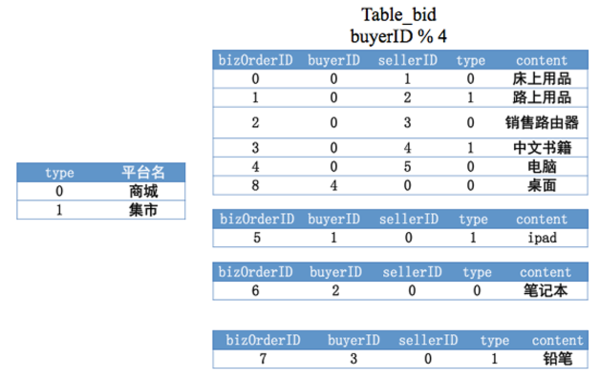 Table_bid
buyerID % 4
bizOrderID buyerID sellerID type content
0 0 1 0 床上用品
1 0 2 1 路上用品
2 0 3 0 销售路由器
3 0 4 1 中文书籍
4 0 5 0 电脑
8 4 0 0 桌面
type 平台名
0 商城
1 集市
bizOrderID buyerID sellerID type content
5 1 0 1 ipad
bizOrderID buyerID sellerID type content
6 2 0 0 笔记本
bizOrderID buyerID sellerID type content
7 3 0 1 铅笔